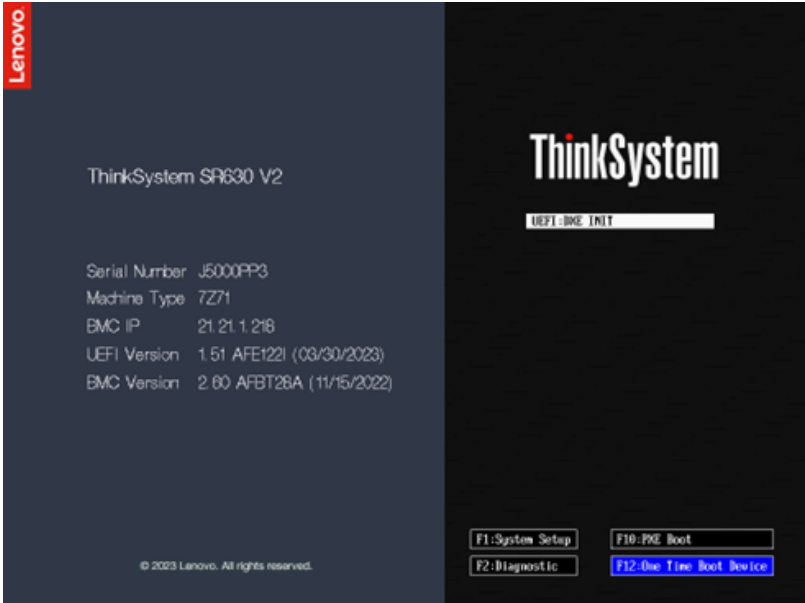 Lenovo.
ThinkSystem SR630 V2
Serial Number J5000PP3
Machine Type 7Z71
BMC IP 21.21.1.218
UEFI Version 1.51 AFE122I (03/30/2023)
BMC Version 2.60 AFBT26A (11/15/2022)
© 2023 Lenovo. All rights reserved.
ThinkSystem
UEFI:DXE INIT
F1:System Setup
F10:PXE Boot
F2:Diagnostic
F12:One Time Boot Device